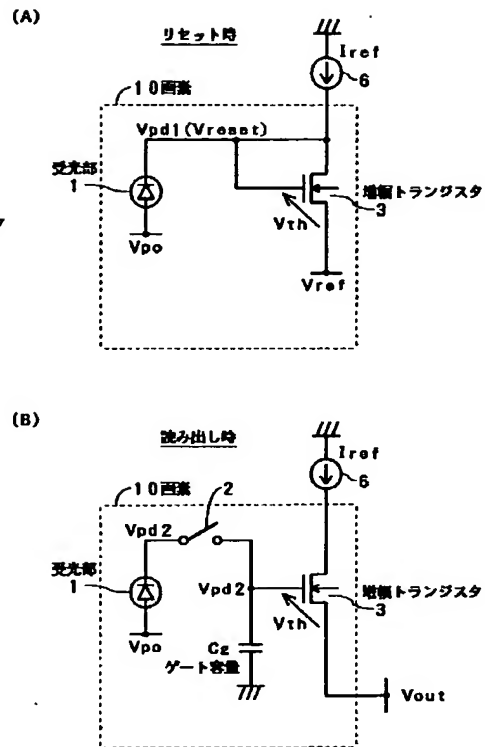 (A)
リセット時
Iref
6
10画素
Vpd1(Vreset)
受光部
1
増幅トランジスタ
3
Vth
Vpo
Vref
(B)
読み出し時
Iref
6
10画素
2
Vpd2
受光部
1
Vpd2
増幅トランジスタ
3
Vth
Vpo
Cg
ゲート容量
Vout